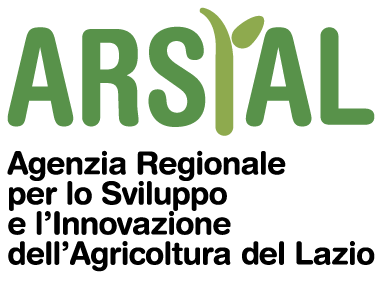 ARSIAL
Agenzia Regionale
per lo Sviluppo
e l'Innovazione
dell'Agricoltura del Lazio